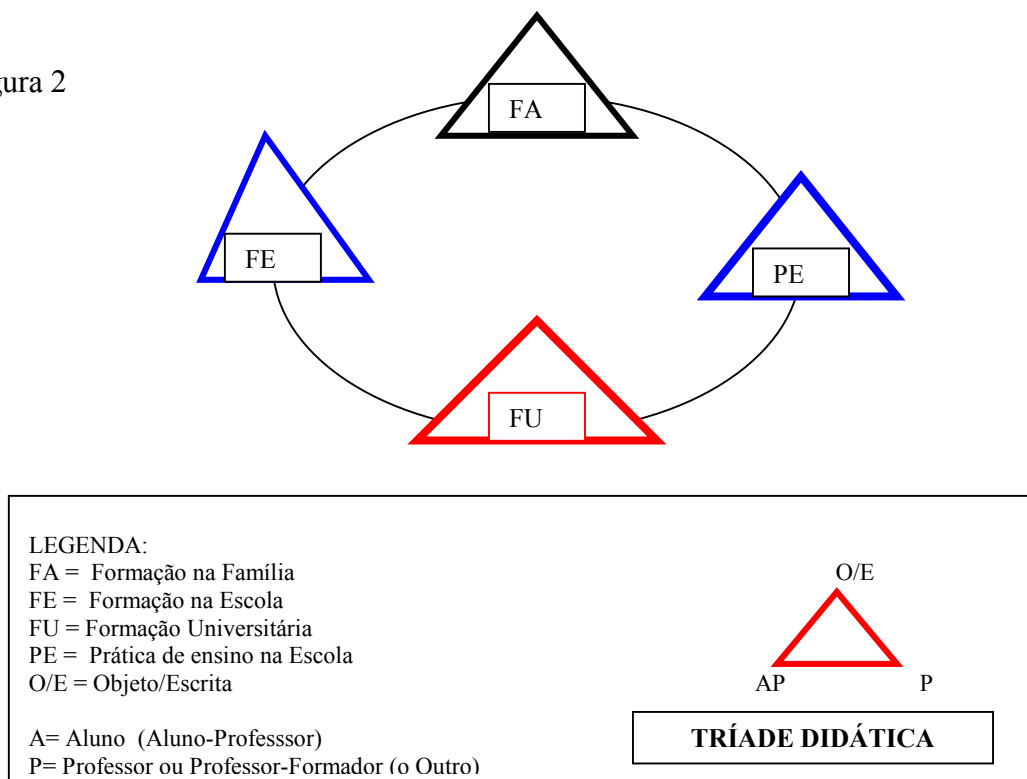 gura 2
FA
FE
PE
FU
LEGENDA:
FA = Formação na Família
FE = Formação na Escola
FU = Formação Universitária
PE = Prática de ensino na Escola
O/E = Objeto/Escrita
A= Aluno (Aluno-Professsor)
P= Professor ou Professor-Formador (o Outro)
O/E
AP P
TRÍADE DIDÁTICA